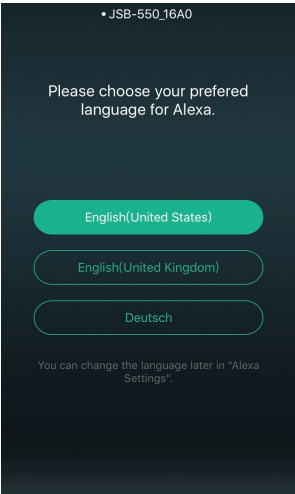 • JSB-550_16A0
Please choose your prefered
language for Alexa.
English(United States)
English(United Kingdom)
Deutsch
You can change the language later in "Alexa
Settings".